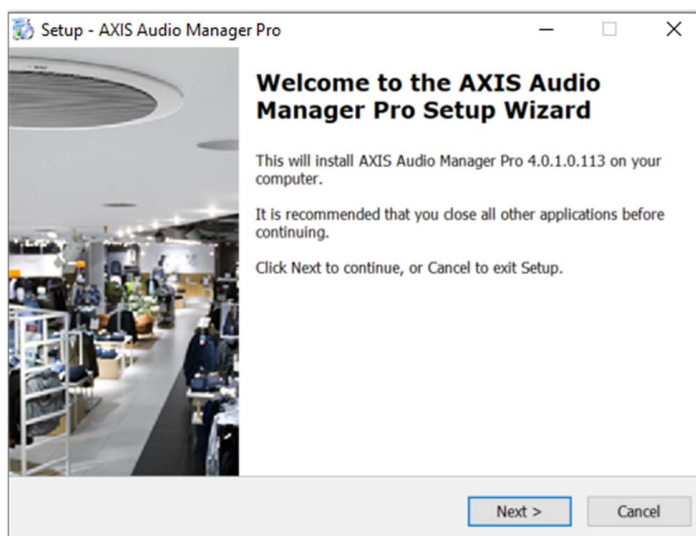 Setup - AXIS Audio Manager Pro
Welcome to the AXIS Audio
Manager Pro Setup Wizard
This will install AXIS Audio Manager Pro 4.0.1.0.113 on your
computer.
It is recommended that you close all other applications before
continuing.
Click Next to continue, or Cancel to exit Setup.
Next >
Cancel